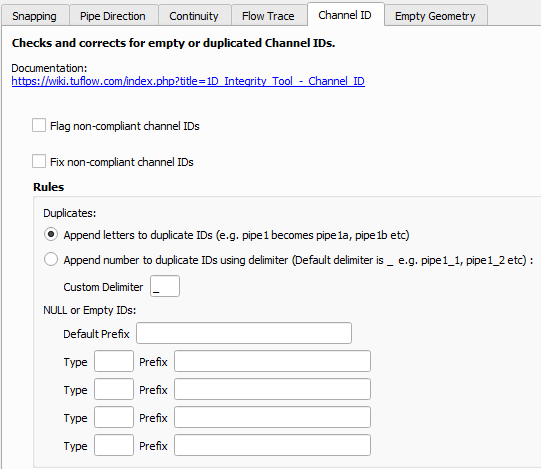 Snapping Pipe Direction Continuity Flow Trace Channel ID Empty Geometry
Checks and corrects for empty or duplicated Channel IDs.
Documentation:
https://wiki.tuflow.com/index.php?title=1D_Integrity_Tool_-_Channel_ID
Flag non-compliant channel IDs
Fix non-compliant channel IDs
Rules
Duplicates:
Append letters to duplicate IDs (e.g. pipe1 becomes pipe1a, pipe1b etc)
Append number to duplicate IDs using delimiter (Default delimiter is _ e.g. pipe1_1, pipe1_2 etc) :
Custom Delimiter _
NULL or Empty IDs:
Default Prefix
Type Prefix
Type Prefix
Type Prefix
Type Prefix